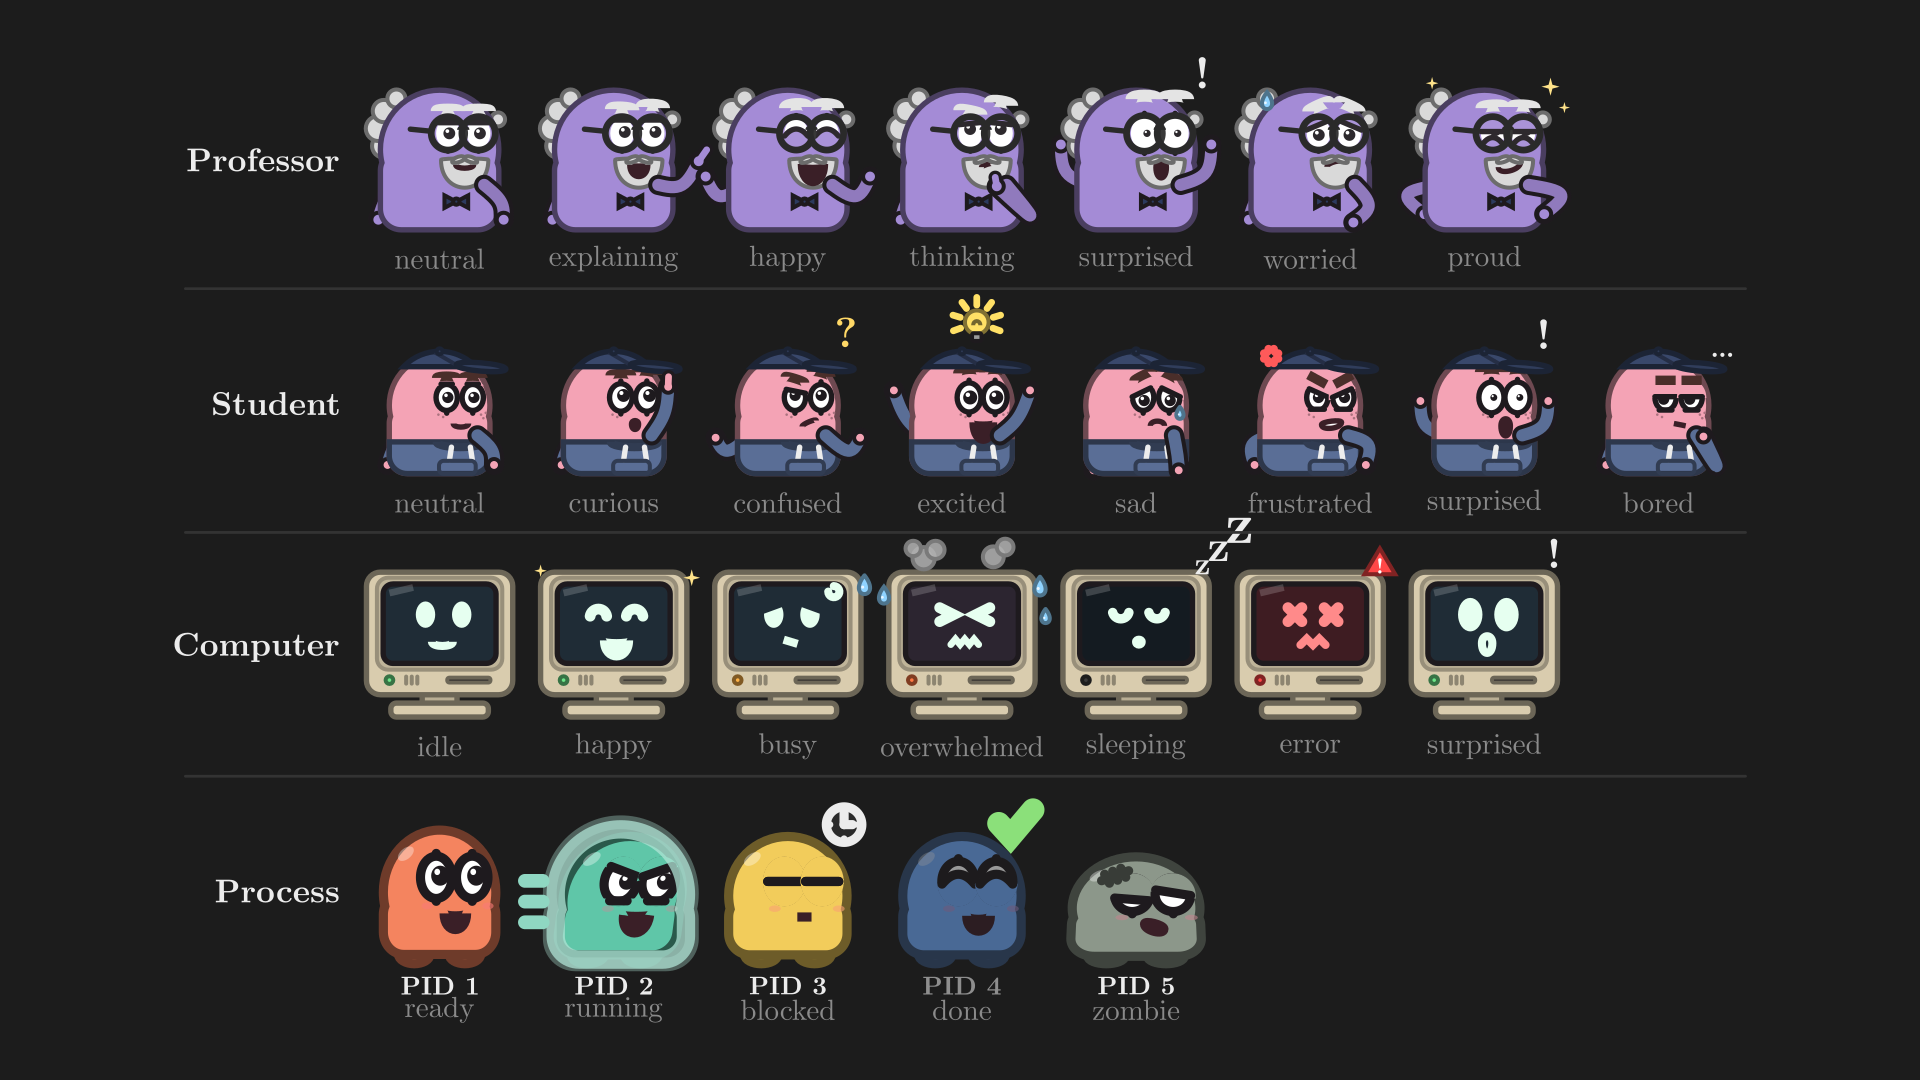 !
Professor
neutral explaining happy thinking surprised worried proud
? ! ...
Student
neutral curious confused excited sad frustrated surprised bored
z z Z ! !
Computer
idle happy busy overwhelmed sleeping error surprised
Process
PID 1 PID 2 PID 3 PID 4 PID 5
ready running blocked done zombie